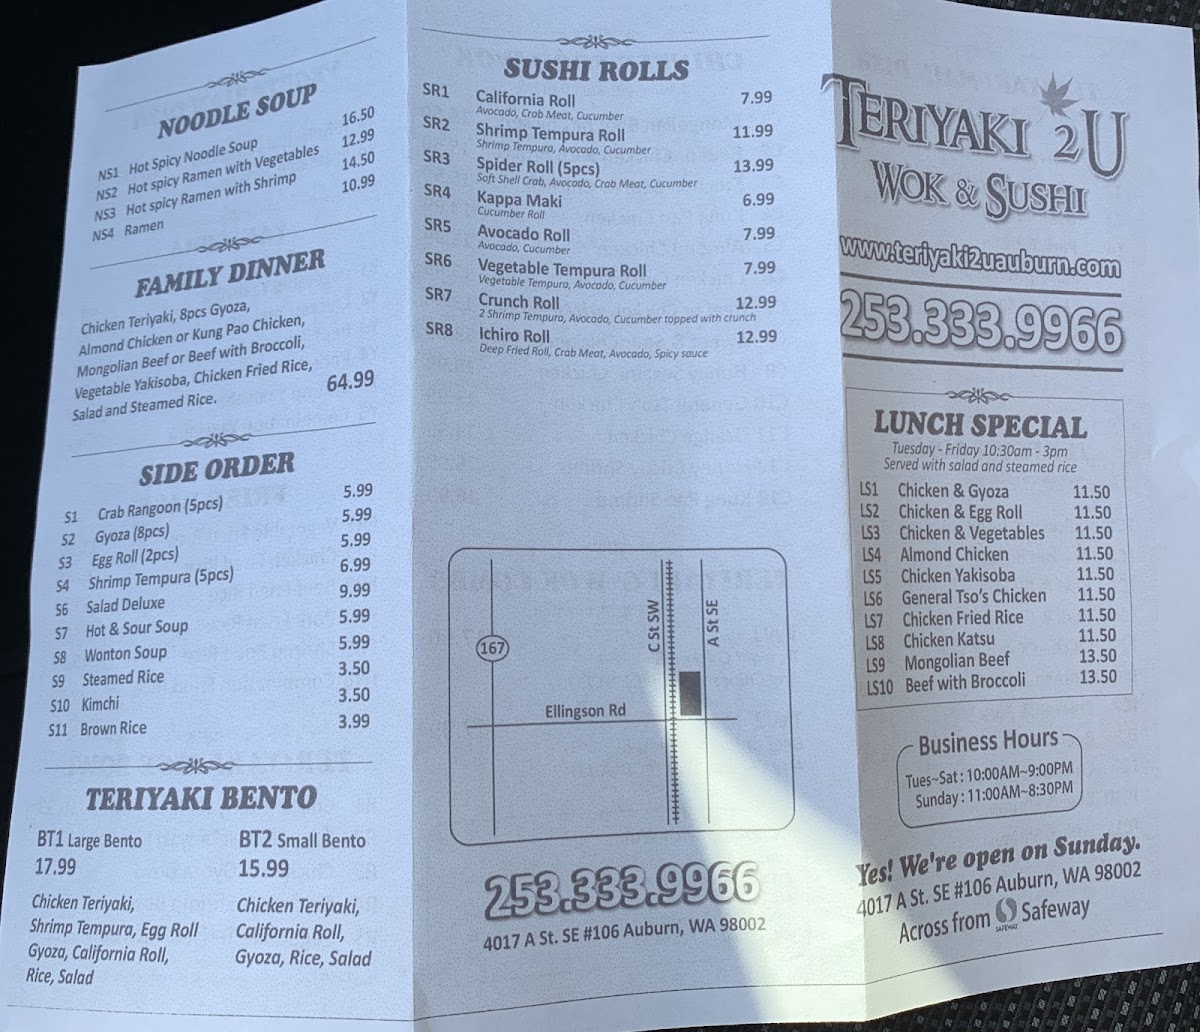 NOODLE SOUP
NS1 Hot Spicy Noodle Soup 16.50
NS2 Hot spicy Ramen with Vegetables 12.99
NS3 Hot spicy Ramen with Shrimp 14.50
NS4 Ramen 10.99
FAMILY DINNER
Chicken Teriyaki, 8pcs Gyoza,
Almond Chicken or Kung Pao Chicken,
Mongolian Beef or Beef with Broccoli,
Vegetable Yakisoba, Chicken Fried Rice,
Salad and Steamed Rice. 64.99
SIDE ORDER
S1 Crab Rangoon (5pcs) 5.99
S2 Gyoza (8pcs) 5.99
S3 Egg Roll (2pcs) 5.99
S4 Shrimp Tempura (5pcs) 6.99
S6 Salad Deluxe 9.99
S7 Hot & Sour Soup 5.99
S8 Wonton Soup 5.99
S9 Steamed Rice 3.50
S10 Kimchi 3.50
S11 Brown Rice 3.99
TERIYAKI BENTO
BT1 Large Bento
17.99
Chicken Teriyaki,
Shrimp Tempura, Egg Roll
Gyoza, California Roll,
Rice, Salad
BT2 Small Bento
15.99
Chicken Teriyaki,
California Roll,
Gyoza, Rice, Salad
SUSHI ROLLS
SR1 California Roll 7.99
Avocado, Crab Meat, Cucumber
SR2 Shrimp Tempura Roll 11.99
Shrimp Tempura, Avocado, Cucumber
SR3 Spider Roll (5pcs) 13.99
Soft Shell Crab, Avocado, Crab Meat, Cucumber
SR4 Kappa Maki 6.99
Cucumber Roll
SR5 Avocado Roll 7.99
Avocado, Cucumber
SR6 Vegetable Tempura Roll 7.99
Vegetable Tempura, Avocado, Cucumber
SR7 Crunch Roll 12.99
2 Shrimp Tempura, Avocado, Cucumber topped with crunch
SR8 Ichiro Roll 12.99
Deep Fried Roll, Crab Meat, Avocado, Spicy sauce
167
C St SW
A St SE
Ellingson Rd
253.333.9966
4017 A St. SE #106 Auburn, WA 98002
TERIYAKI 2U
WOK & SUSHI
www.teriyaki2uauburn.com
253.333.9966
LUNCH SPECIAL
Tuesday - Friday 10:30am - 3pm
Served with salad and steamed rice
LS1 Chicken & Gyoza 11.50
LS2 Chicken & Egg Roll 11.50
LS3 Chicken & Vegetables 11.50
LS4 Almond Chicken 11.50
LS5 Chicken Yakisoba 11.50
LS6 General Tso's Chicken 11.50
LS7 Chicken Fried Rice 11.50
LS8 Chicken Katsu 11.50
LS9 Mongolian Beef 13.50
LS10 Beef with Broccoli 13.50
Business Hours
Tues~Sat : 10:00AM~9:00PM
Sunday : 11:00AM~8:30PM
Yes! We're open on Sunday.
4017 A St. SE #106 Auburn, WA 98002
Across from SAFEWAY Safeway